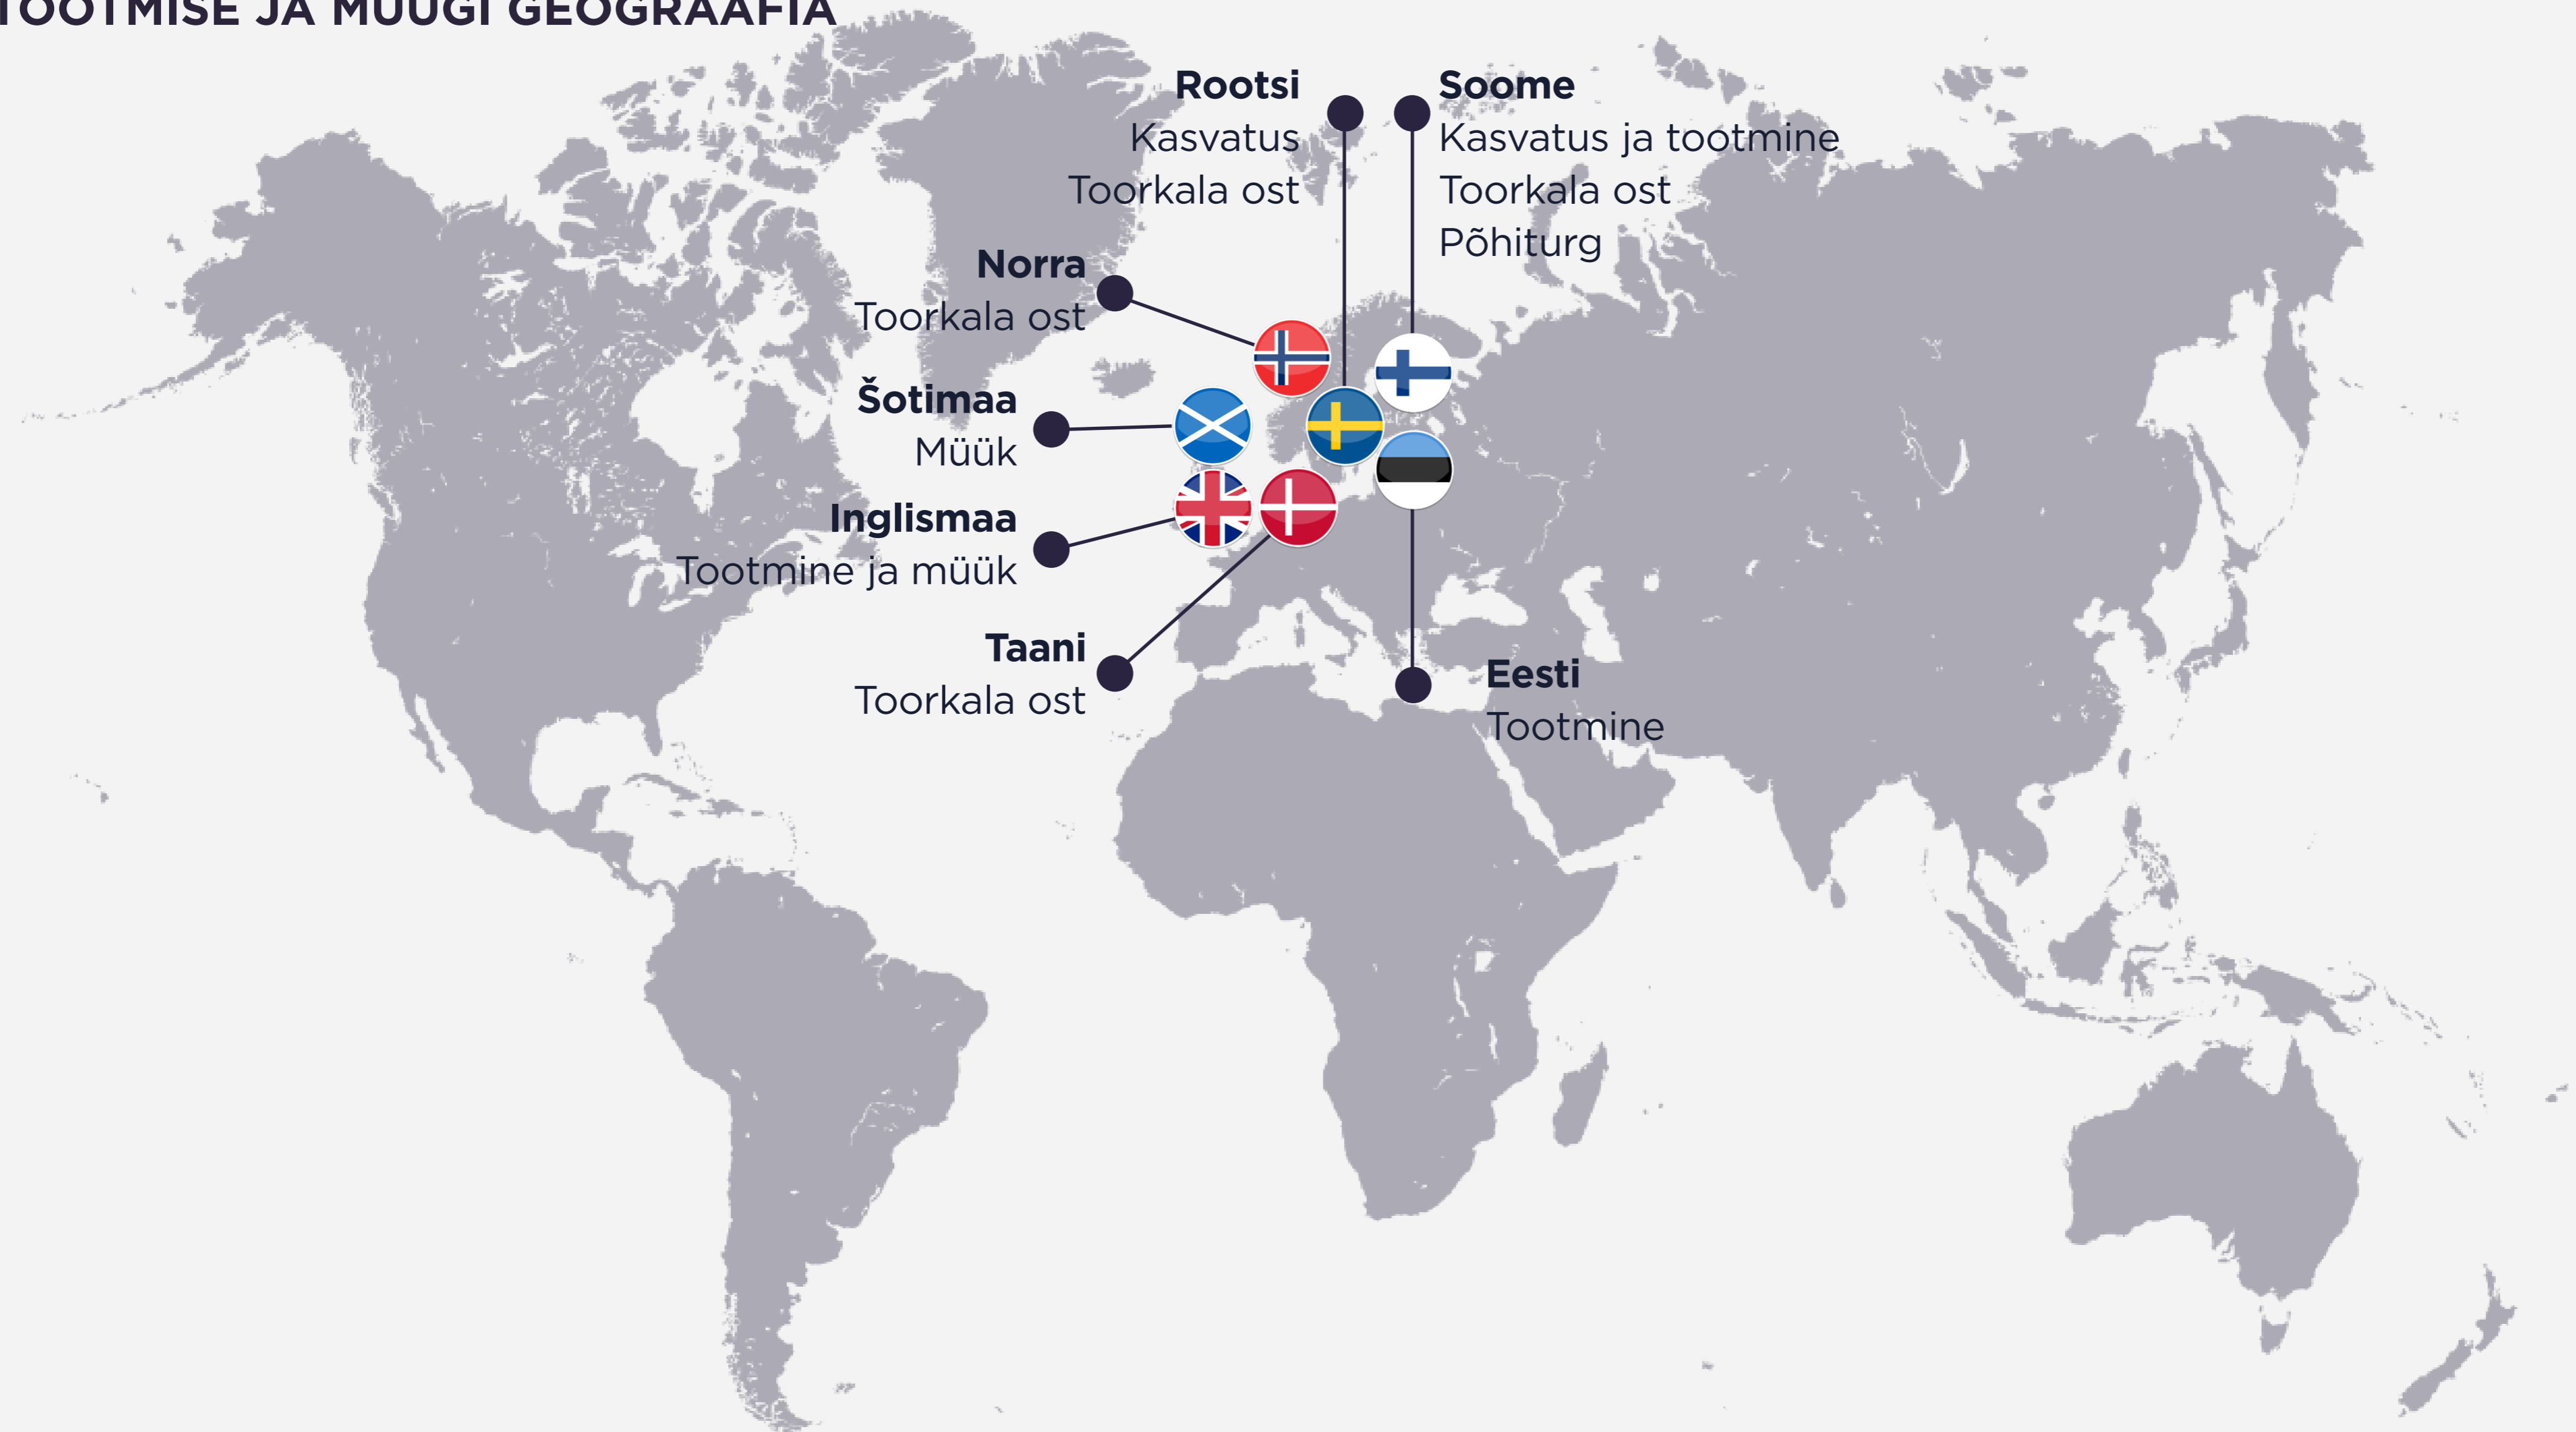 TOOTMISE JA MÜÜGI GEOGRAAFIA
Rootsi
Kasvatus
Toorkala ost
Soome
Kasvatus ja tootmine
Toorkala ost
Põhiturg
Norra
Toorkala ost
Šotimaa
Müük
Inglismaa
Tootmine ja müük
Taani
Toorkala ost
Eesti
Tootmine